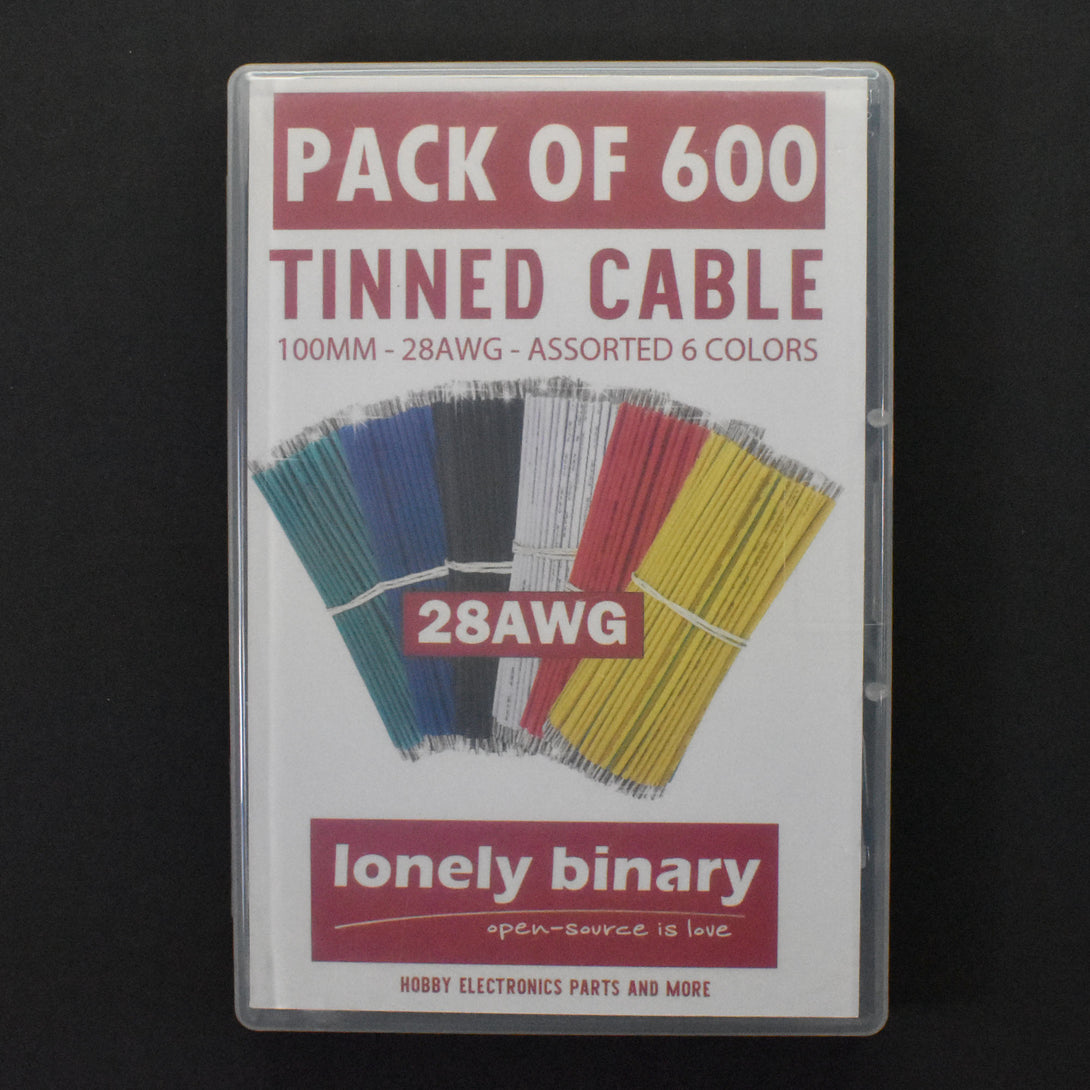 PACK OF 600
TINNED CABLE
100MM - 28AWG - ASSORTED 6 COLORS
28AWG
lonely binary
open-source is love
HOBBY ELECTRONICS PARTS AND MORE